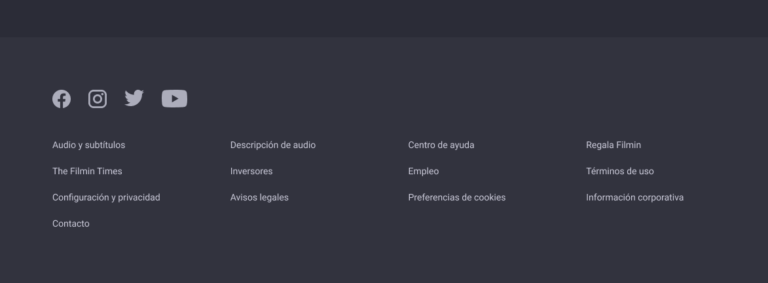 Audio y subtítulos
Descripción de audio
Centro de ayuda
Regala Filmin
The Filmin Times
Inversores
Empleo
Términos de uso
Configuración y privacidad
Avisos legales
Preferencias de cookies
Información corporativa
Contacto